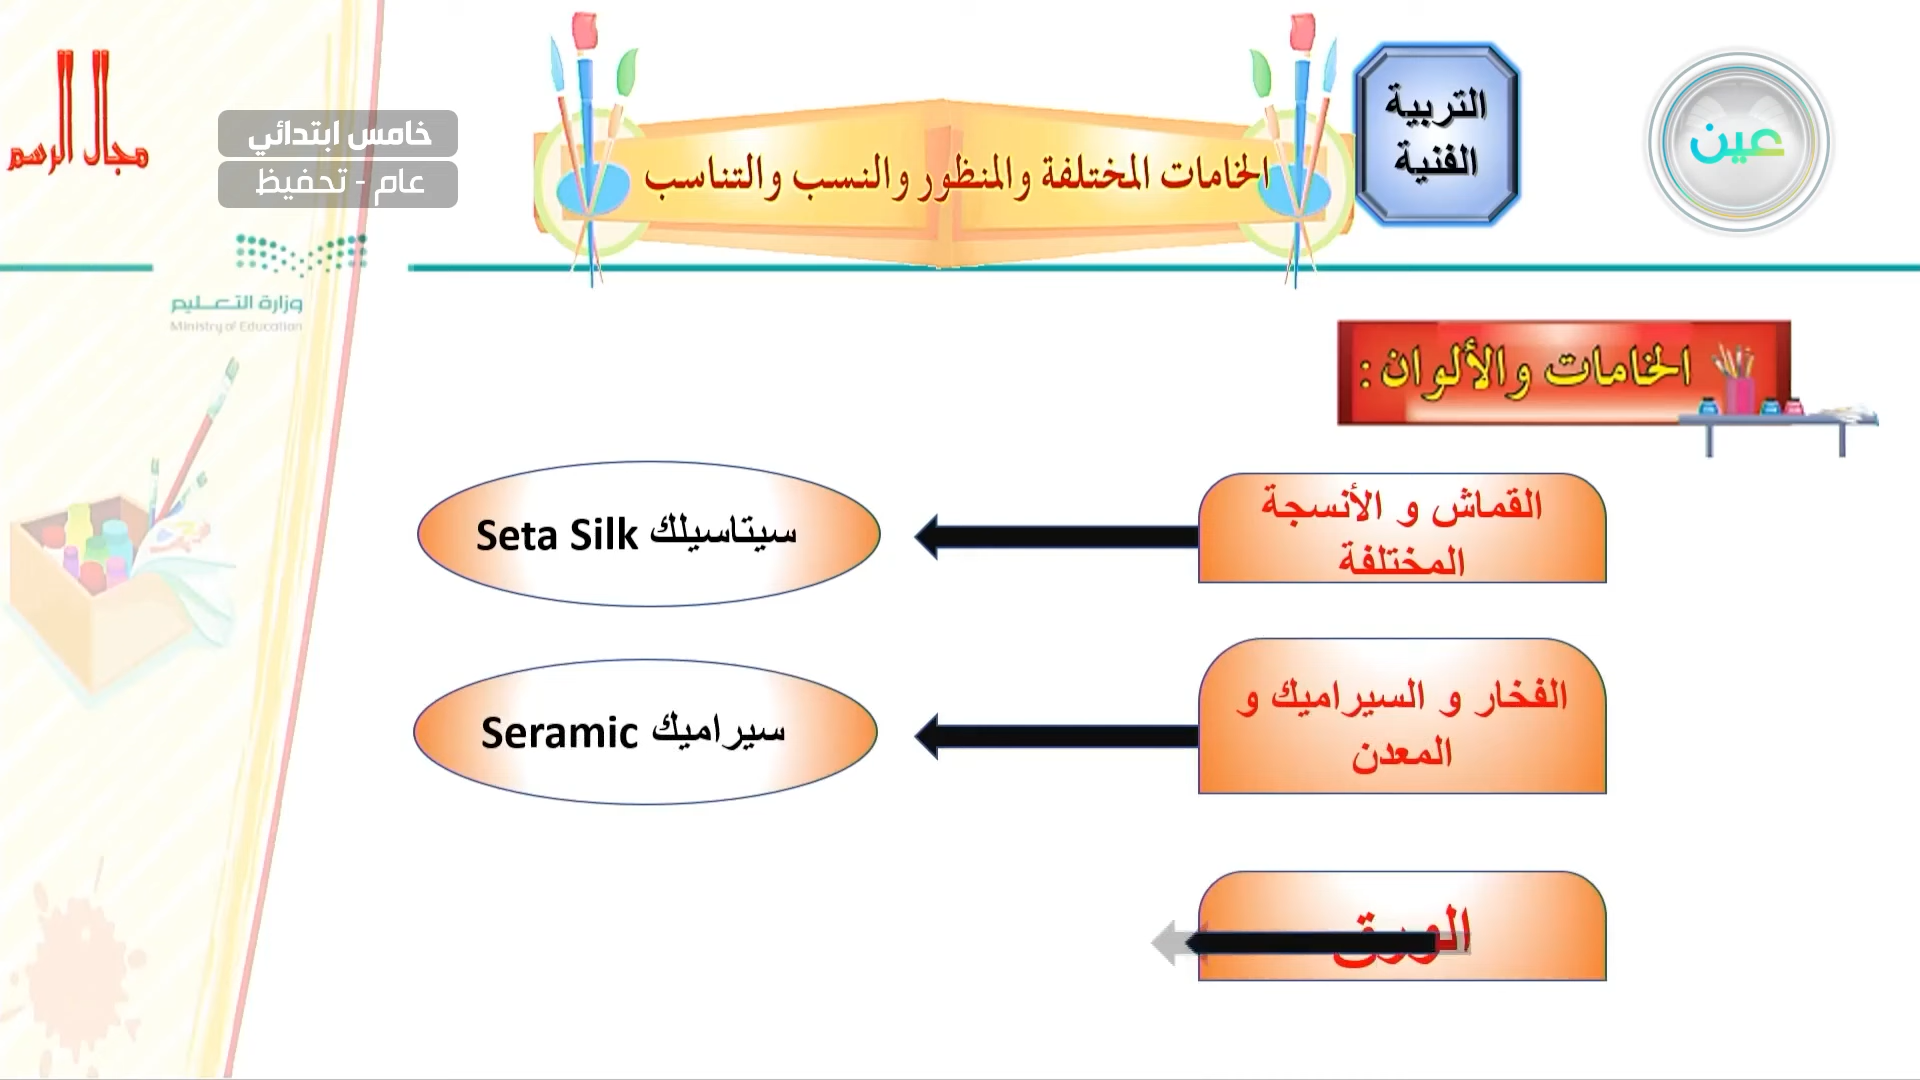 عين
التربية
الفنية
الخامات المختلفة والمنظور والنسب والتناسب
خامس ابتدائي
عام - تحفيظ
مجال الرسم
وزارة التعليم
Ministry of Education
الخامات والألوان :
القماش و الأنسجة
المختلفة
سيتاسيلك Seta Silk
الفخار و السيراميك و
المعدن
سيراميك Seramic
الورق